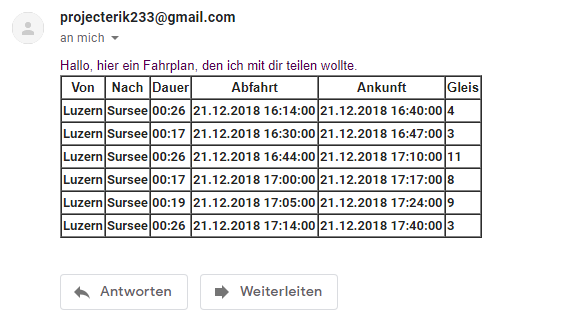 projecterik233@gmail.com
an mich
Hallo, hier ein Fahrplan, den ich mit dir teilen wollte.
Von Nach Dauer Abfahrt Ankunft Gleis
Luzern Sursee 00:26 21.12.2018 16:14:00 21.12.2018 16:40:00 4
Luzern Sursee 00:17 21.12.2018 16:30:00 21.12.2018 16:47:00 3
Luzern Sursee 00:26 21.12.2018 16:44:00 21.12.2018 17:10:00 11
Luzern Sursee 00:17 21.12.2018 17:00:00 21.12.2018 17:17:00 8
Luzern Sursee 00:19 21.12.2018 17:05:00 21.12.2018 17:24:00 9
Luzern Sursee 00:26 21.12.2018 17:14:00 21.12.2018 17:40:00 3
Antworten Weiterleiten